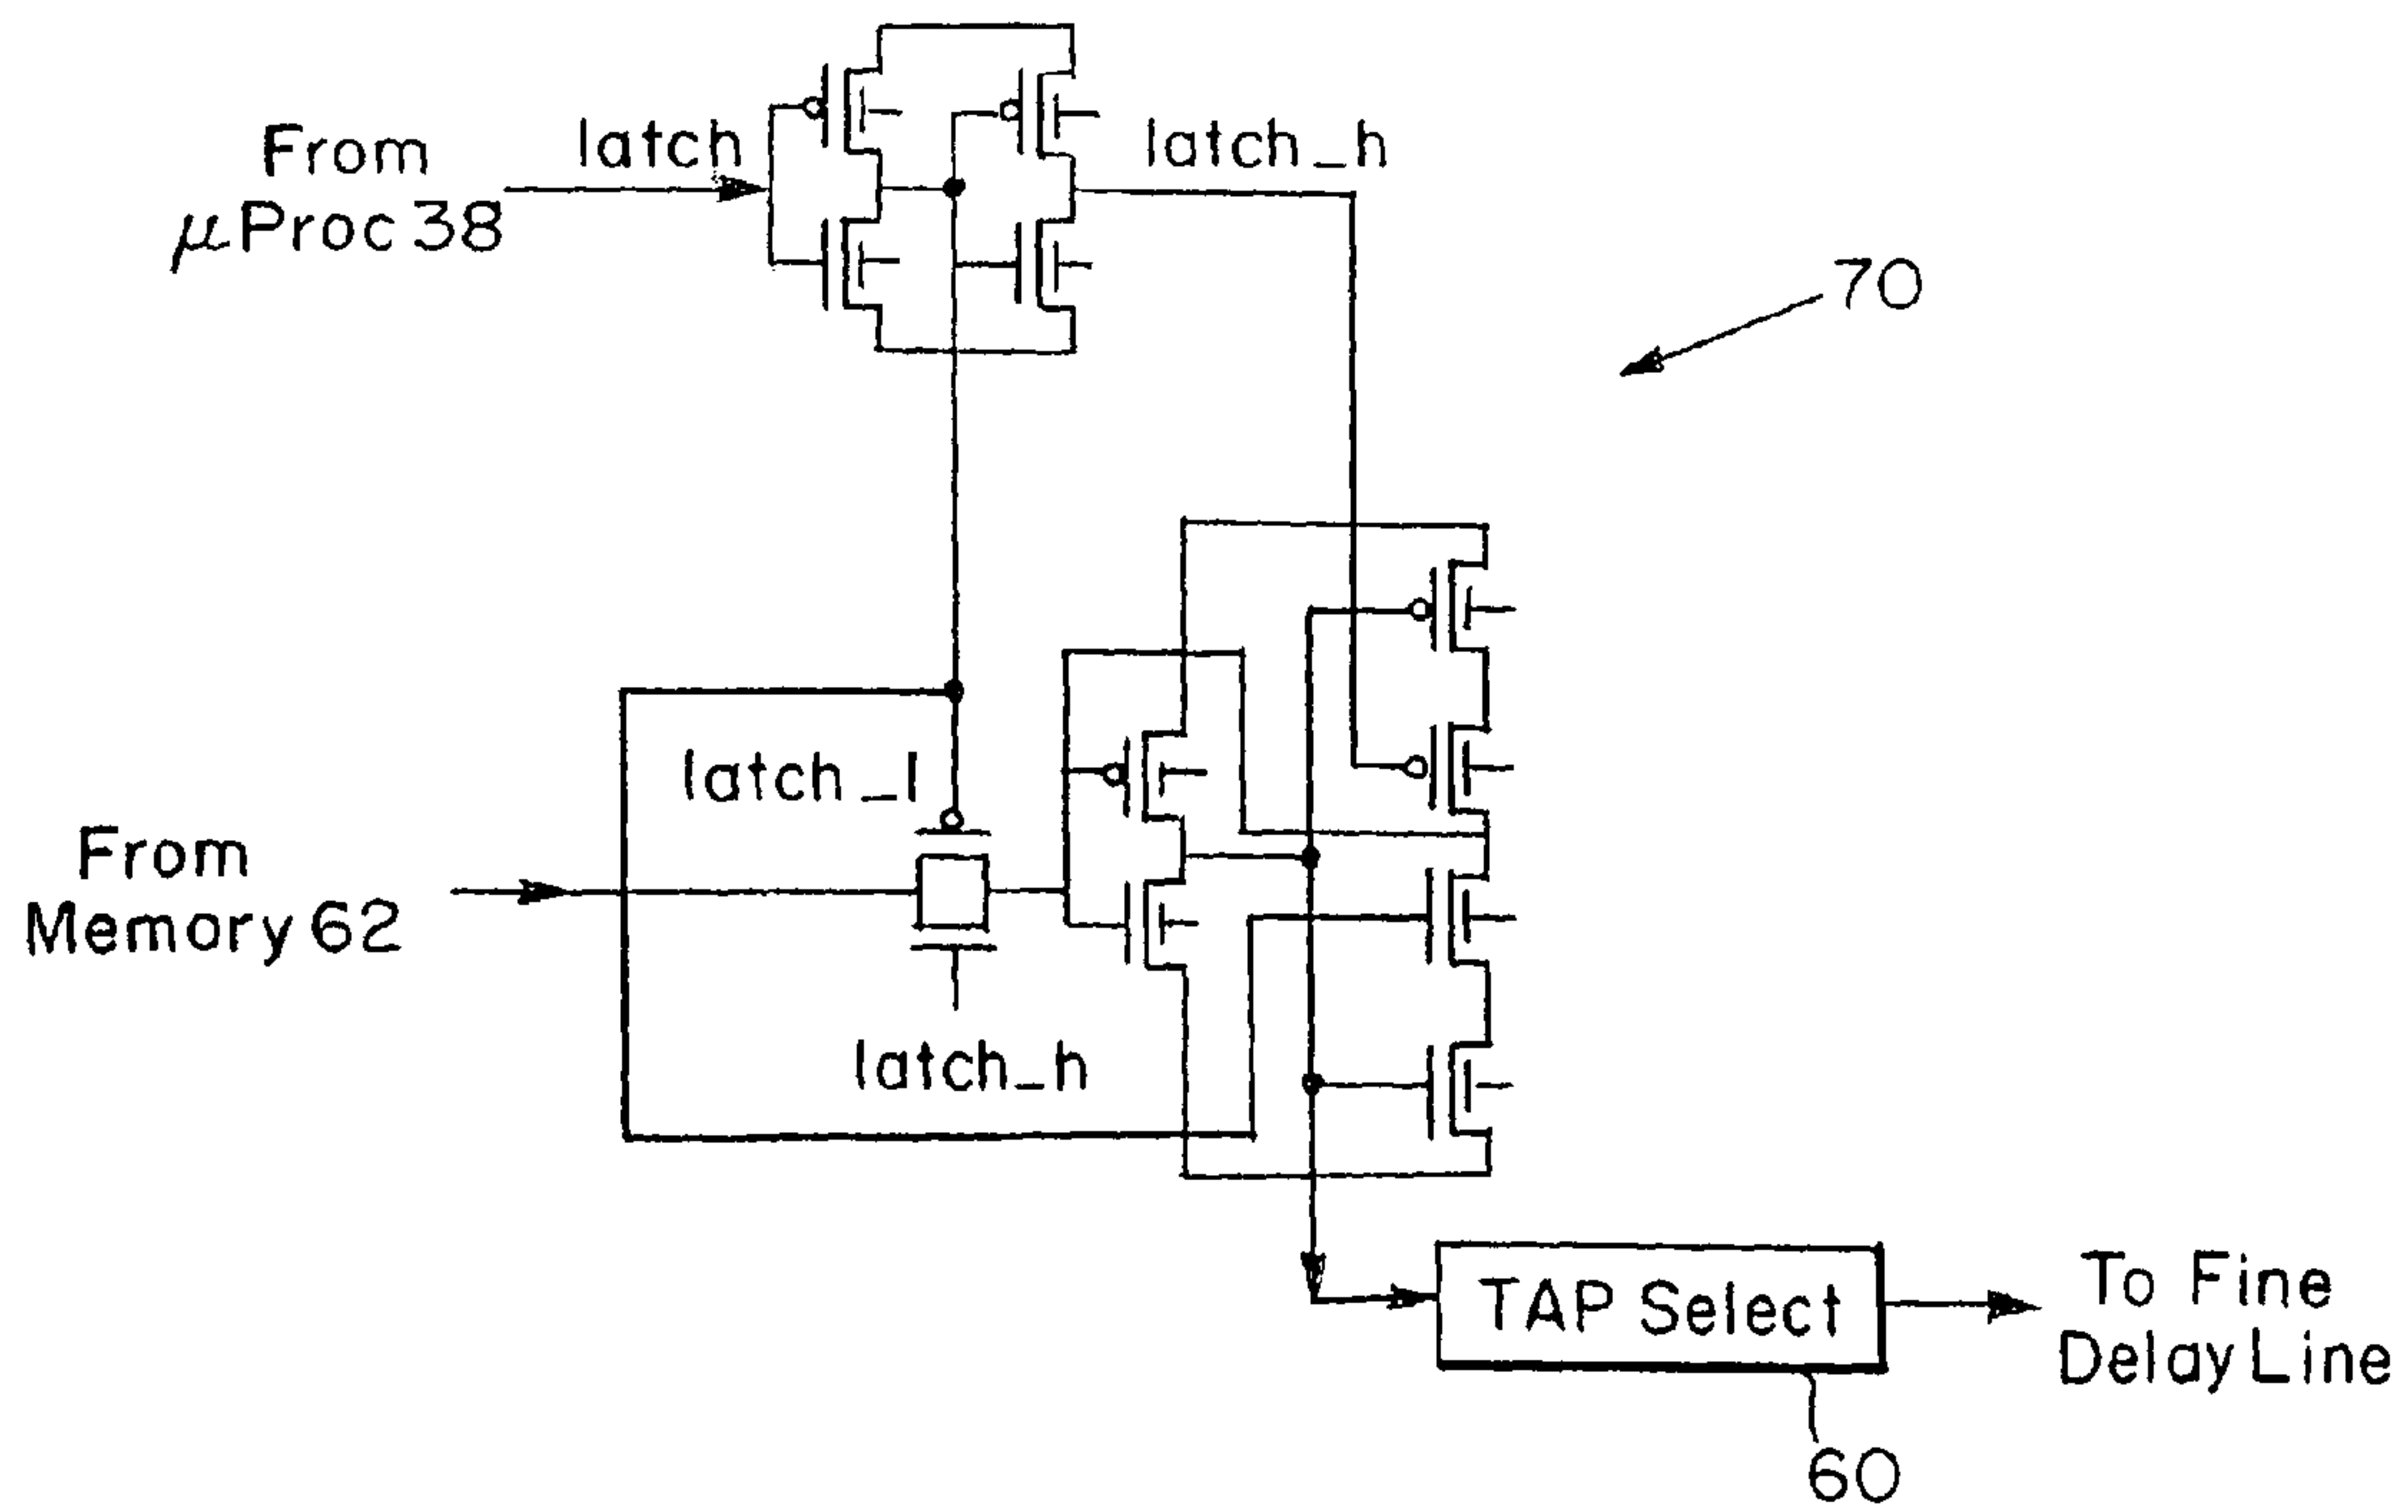 From
μProc 38
latch
latch_h
70
latch_l
From
Memory 62
latch_h
TAP Select
To Fine
Delay Line
60